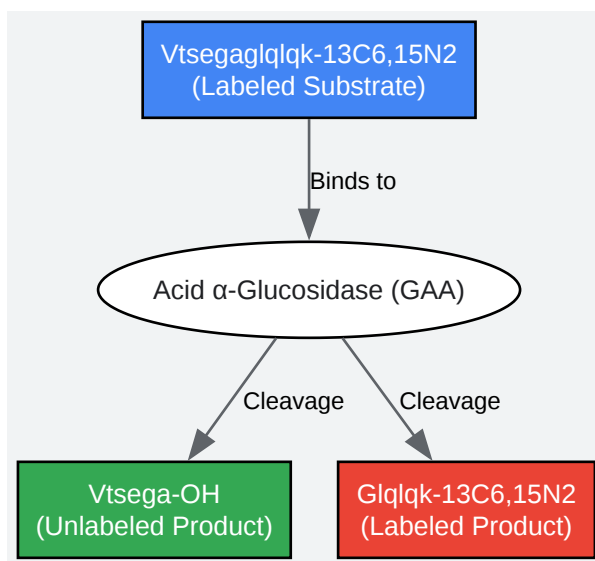 Vtsegaglqlqk-13C6,15N2
(Labeled Substrate)
Binds to
Acid α-Glucosidase (GAA)
Cleavage
Cleavage
Vtsega-OH
(Unlabeled Product)
Glqlqk-13C6,15N2
(Labeled Product)